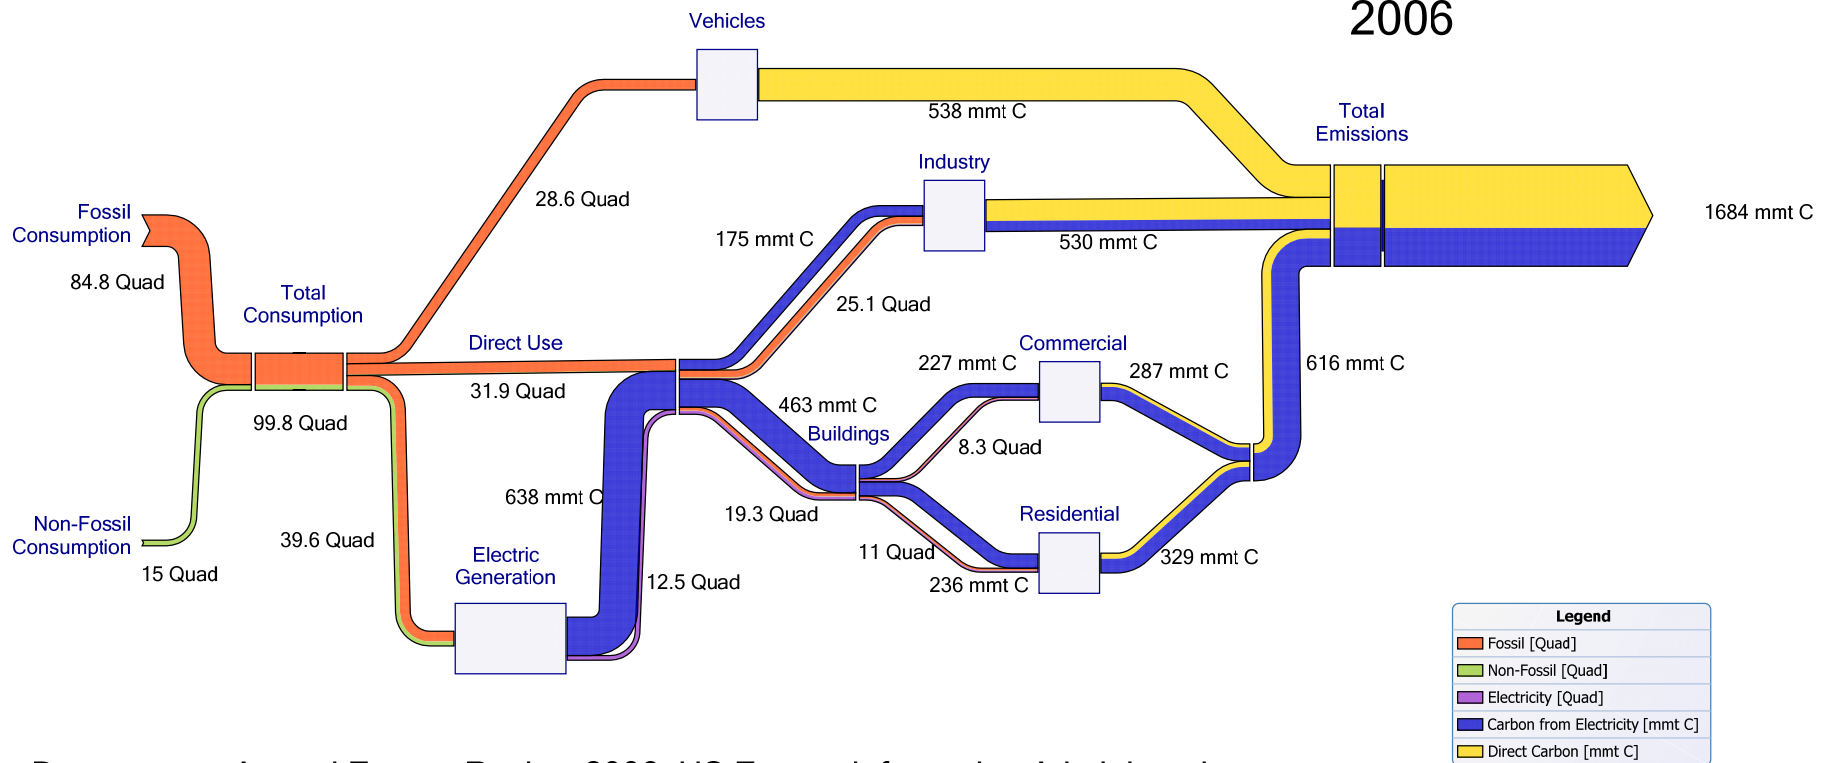 2006
Vehicles
538 mmt C
Total
Emissions
Industry
28.6 Quad
Fossil
Consumption
175 mmt C
530 mmt C
1684 mmt C
84.8 Quad
Total
Consumption
25.1 Quad
Direct Use
31.9 Quad
Commercial
227 mmt C
287 mmt C
616 mmt C
99.8 Quad
463 mmt C
Buildings
8.3 Quad
638 mmt C
19.3 Quad
Residential
Non-Fossil
Consumption
39.6 Quad
Electric
Generation
11 Quad
329 mmt C
15 Quad
12.5 Quad
236 mmt C
Legend
Fossil [Quad]
Non-Fossil [Quad]
Electricity [Quad]
Carbon from Electricity [mmt C]
Direct Carbon [mmt C]